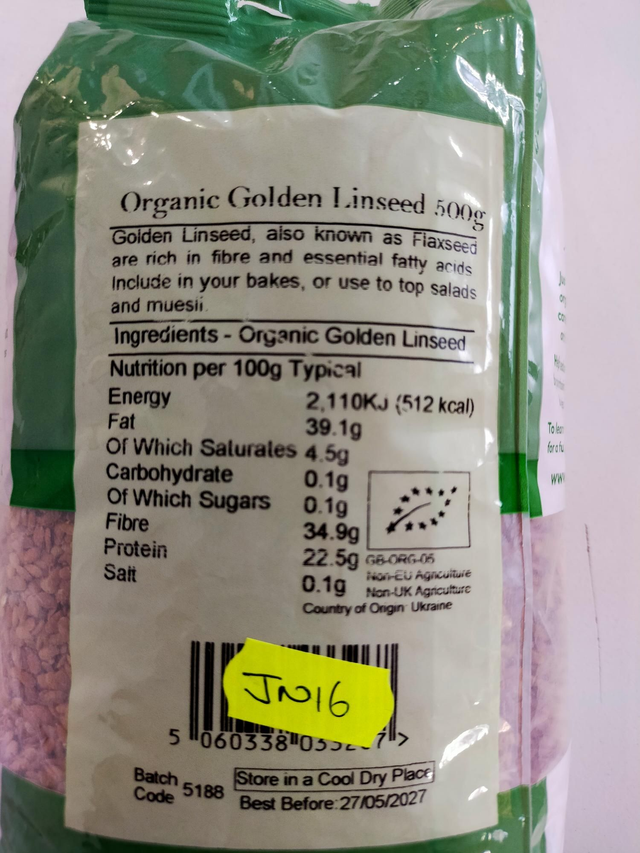 Organic Golden Linseed 500g
Golden Linseed, also known as Flaxseed
are rich in fibre and essential fatty acids
Include in your bakes, or use to top salads
and muesli.
Ingredients - Organic Golden Linseed
Nutrition per 100g Typical
Energy 2,110KJ (512 kcal)
Fat 39.1g
Of Which Saturates 4.5g
Carbohydrate 0.1g
Of Which Sugars 0.1g
Fibre 34.9g
Protein 22.5g
Salt 0.1g
GB-ORG-05
Non-EU Agriculture
Non-UK Agriculture
Country of Origin Ukraine
JN16
5 060338 7 >
Batch Code 5188
Store in a Cool Dry Place
Best Before: 27/05/2027